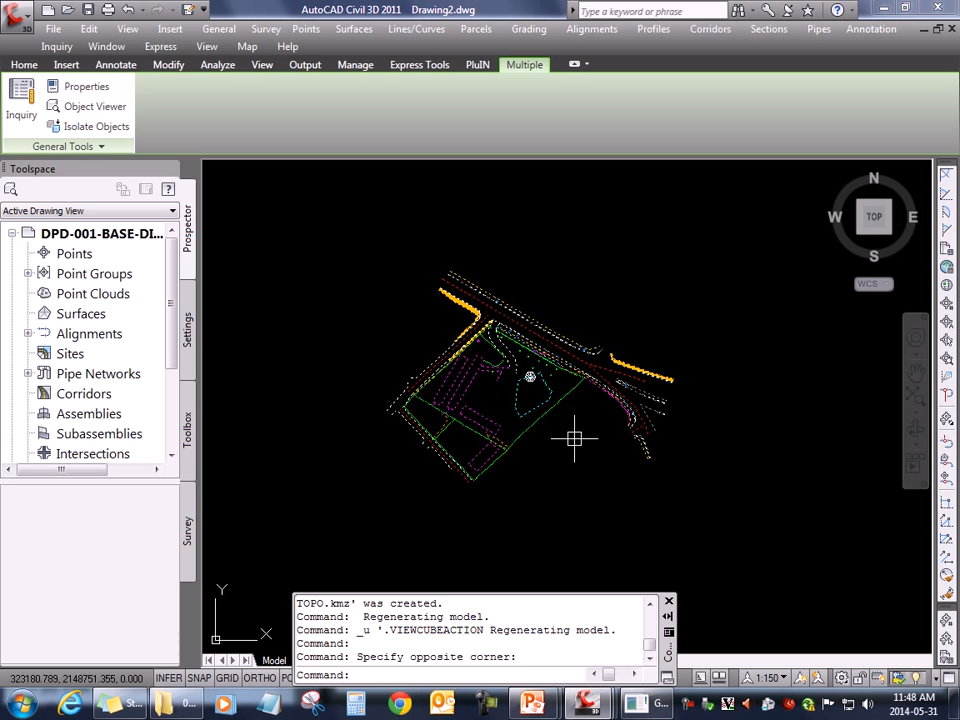 AutoCAD Civil 3D 2011 Drawing2.dwg
Type a keyword or phrase
File Edit View Insert General Survey Points Surfaces Lines/Curves Parcels Grading Alignments Profiles Corridors Sections Pipes Annotation
Inquiry Window Express View Map Help
Home Insert Annotate Modify Analyze View Output Manage Express Tools PluIN Multiple
Inquiry
Properties
Object Viewer
Isolate Objects
General Tools
Toolspace
Active Drawing View
DPD-001-BASE-DI...
Points
Point Groups
Point Clouds
Surfaces
Alignments
Sites
Pipe Networks
Corridors
Assemblies
Subassemblies
Intersections
Prospector
Settings
Toolbox
Survey
N
W TOP E
S
WCS
Y
X
TOPO.kmz' was created.
Command: Regenerating model.
Command: _u '.VIEWCUBEACTION Regenerating model.
Command:
Command: Specify opposite corner:
Command:
Co...
Model
323180.789, 2148751.355, 0.000 INFER SNAP GRID ORTHO PO
1:150
St...
0...
G...
11:48 AM
2014-05-31